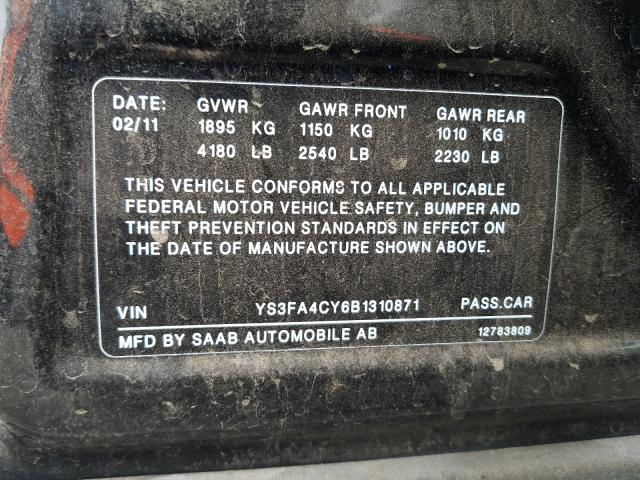 DATE: GVWR GAWR FRONT GAWR REAR
02/11 1895 KG 1150 KG 1010 KG
4180 LB 2540 LB 2230 LB
THIS VEHICLE CONFORMS TO ALL APPLICABLE
FEDERAL MOTOR VEHICLE SAFETY, BUMPER AND
THEFT PREVENTION STANDARDS IN EFFECT ON
THE DATE OF MANUFACTURE SHOWN ABOVE.
VIN YS3FA4CY6B1310871 PASS.CAR
MFD BY SAAB AUTOMOBILE AB 12783809